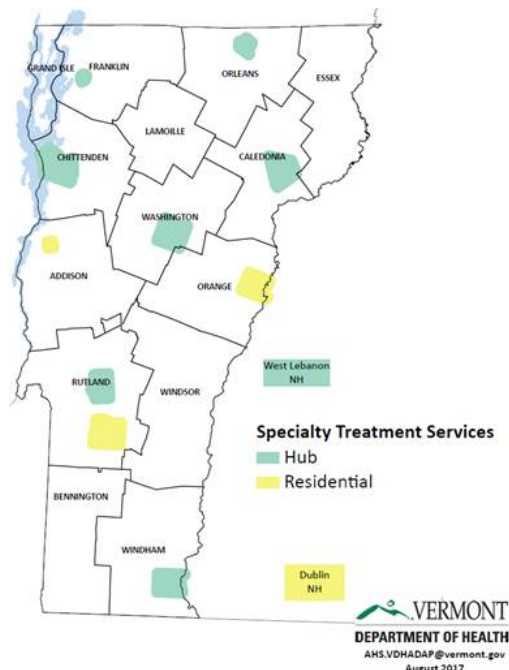 GRAND ISLE
FRANKLIN
ORLEANS
ESSEX
LAMOILLE
CHITTENDEN
CALEDONIA
WASHINGTON
ADDISON
ORANGE
West Lebanon
NH
RUTLAND
WINDSOR
Specialty Treatment Services
Hub
Residential
BENNINGTON
WINDHAM
Dublin
NH
VERMONT
DEPARTMENT OF HEALTH
AHS.VDHADAP@vermont.gov
August 2017